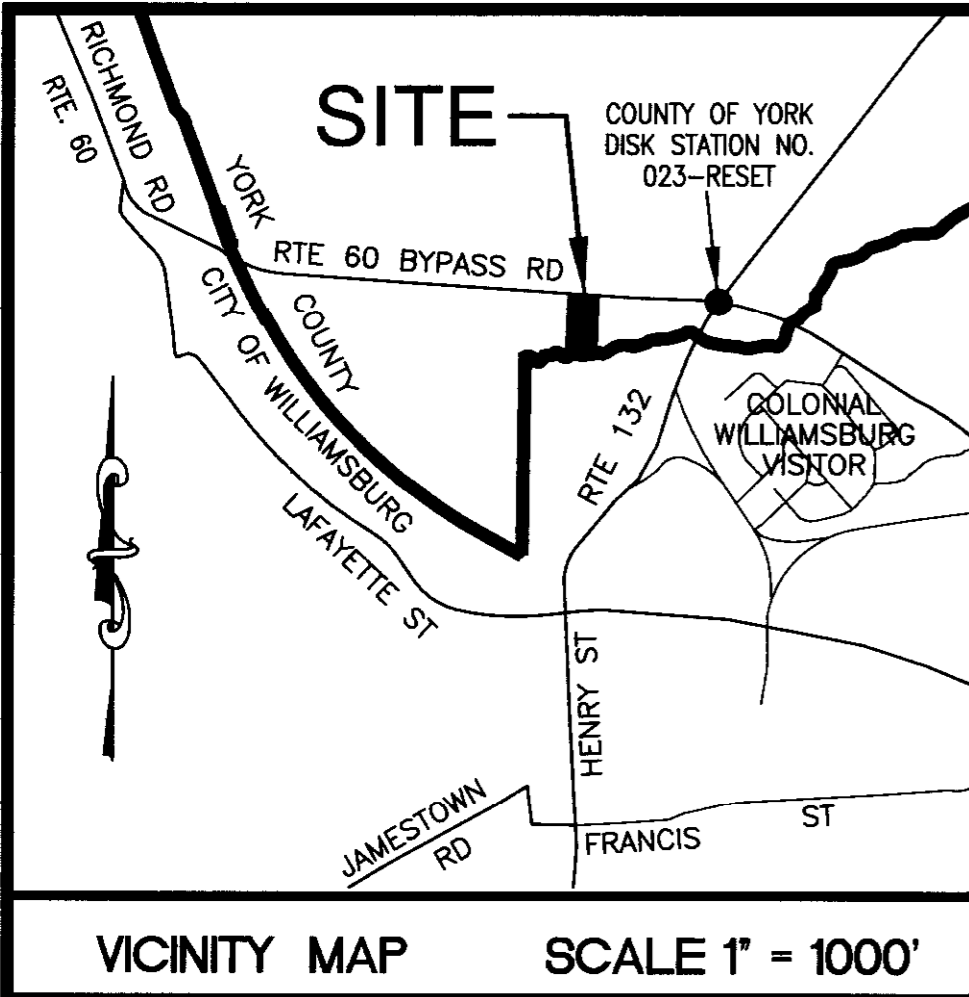 RICHMOND RD
RTE. 60
SITE
COUNTY OF YORK
DISK STATION NO.
023-RESET
YORK COUNTY
RTE 60 BYPASS RD
CITY OF WILLIAMSBURG
RTE 132
COLONIAL
WILLIAMSBURG
VISITOR
LAFAYETTE ST
HENRY ST
JAMESTOWN
RD
FRANCIS ST
VICINITY MAP SCALE 1" = 1000'